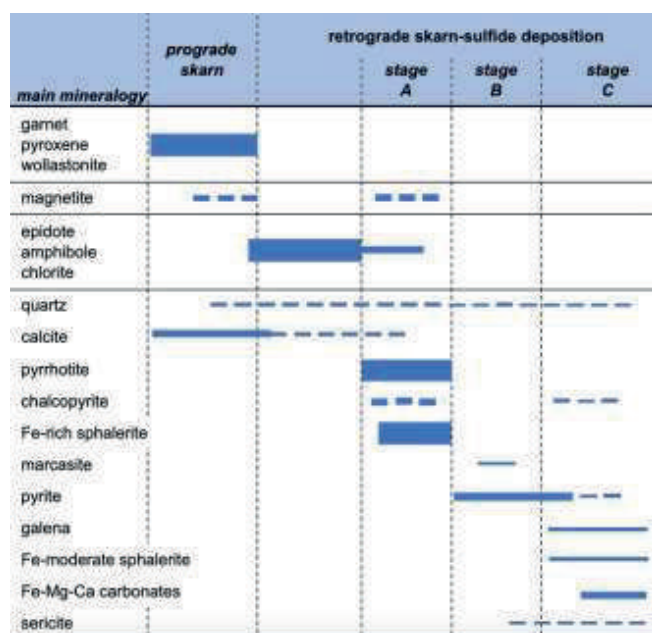 retrograde skarn-sulfide deposition
prograde
skarn
stage
A
stage
B
stage
C
main mineralogy
garnet
pyroxene
wollastonite
magnetite
epidote
amphibole
chlorite
quartz
calcite
pyrrhotite
chalcopyrite
Fe-rich sphalerite
marcasite
pyrite
galena
Fe-moderate sphalerite
Fe-Mg-Ca carbonates
sericite